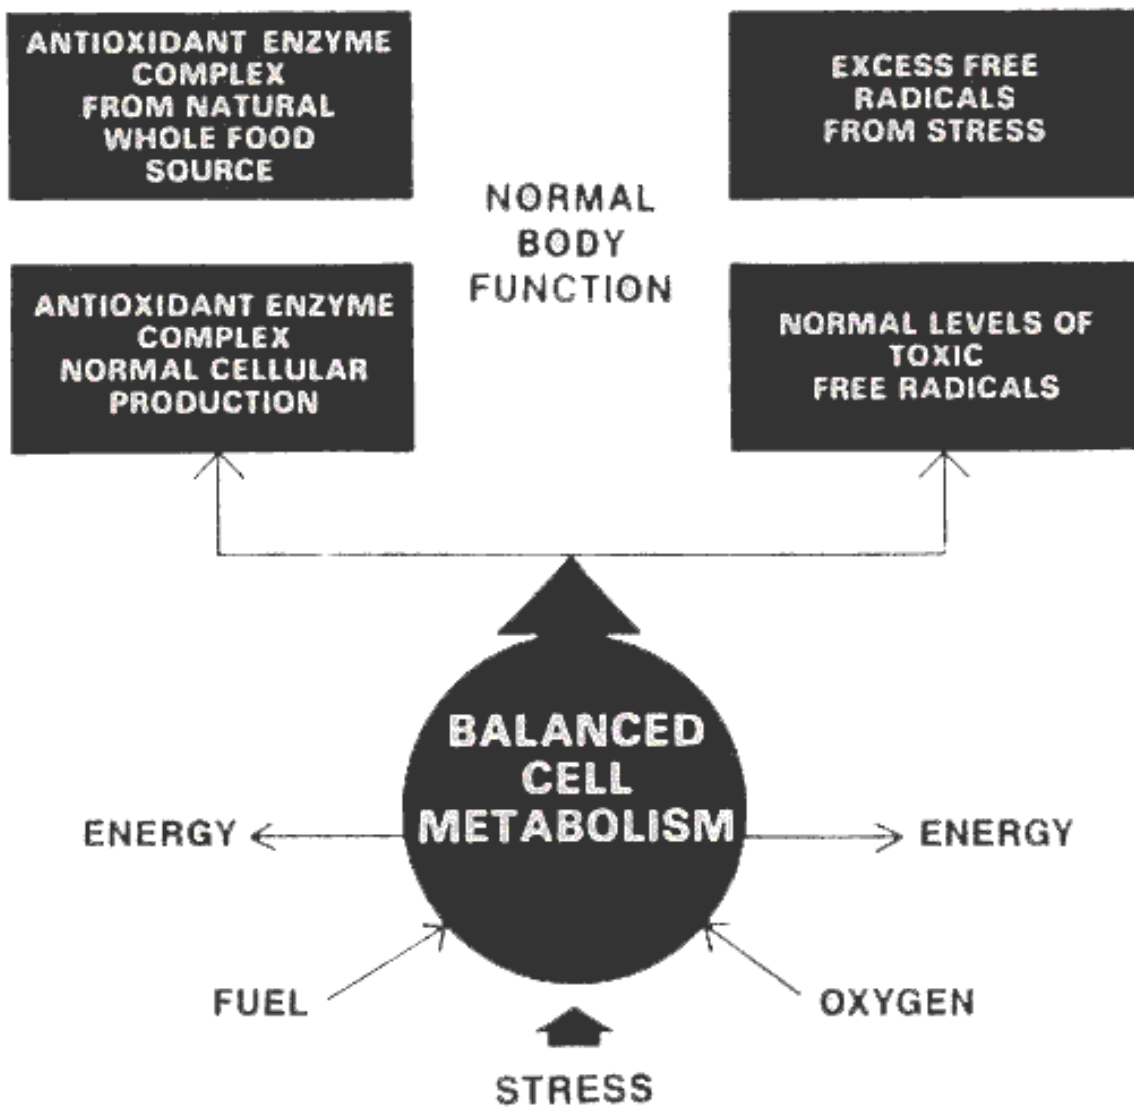 ANTIOXIDANT ENZYME
COMPLEX
FROM NATURAL
WHOLE FOOD
SOURCE
EXCESS FREE
RADICALS
FROM STRESS
NORMAL
BODY
FUNCTION
ANTIOXIDANT ENZYME
COMPLEX
NORMAL CELLULAR
PRODUCTION
NORMAL LEVELS OF
TOXIC
FREE RADICALS
BALANCED
CELL
METABOLISM
ENERGY
ENERGY
FUEL
OXYGEN
STRESS